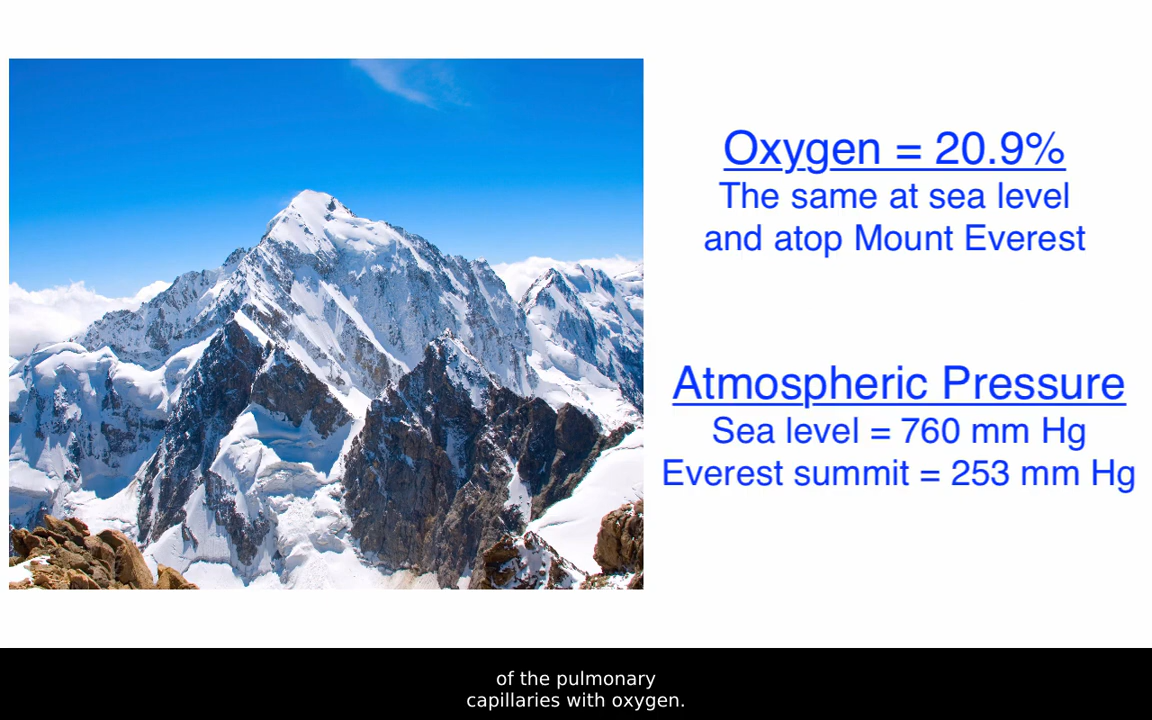 Oxygen = 20.9%
The same at sea level
and atop Mount Everest
Atmospheric Pressure
Sea level = 760 mm Hg
Everest summit = 253 mm Hg
of the pulmonary
capillaries with oxygen.